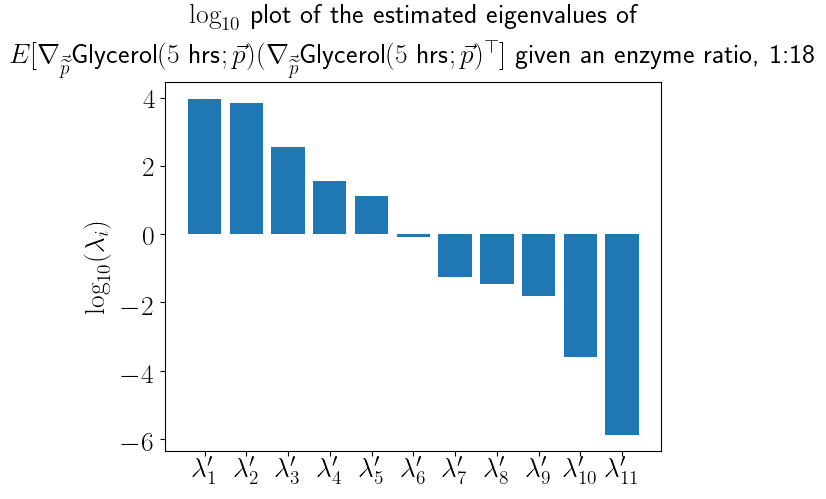 log₁₀ plot of the estimated eigenvalues of
E[∇_p̃⃗ Glycerol(5 hrs; p⃗)(∇_p̃⃗ Glycerol(5 hrs; p⃗)^⊤] given an enzyme ratio, 1:18
log₁₀(λᵢ)
4
2
0
−2
−4
−6
λ′₁ λ′₂ λ′₃ λ′₄ λ′₅ λ′₆ λ′₇ λ′₈ λ′₉ λ′₁₀ λ′₁₁